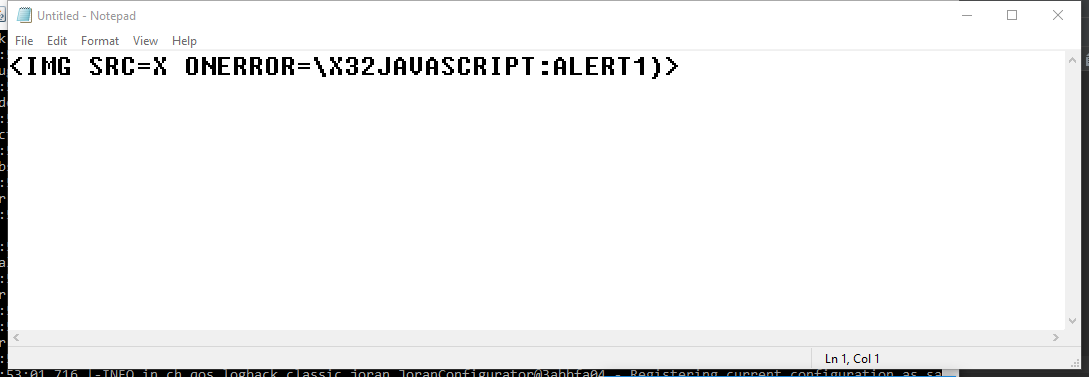 Untitled - Notepad
File Edit Format View Help
<IMG SRC=X ONERROR=\X32JAVASCRIPT:ALERT1)>
Ln 1, Col 1
:53:01,716 |-INFO in ch.qos.logback.classic.joran.JoranConfigurator@3abbfa04 - Registering current configuration as sa